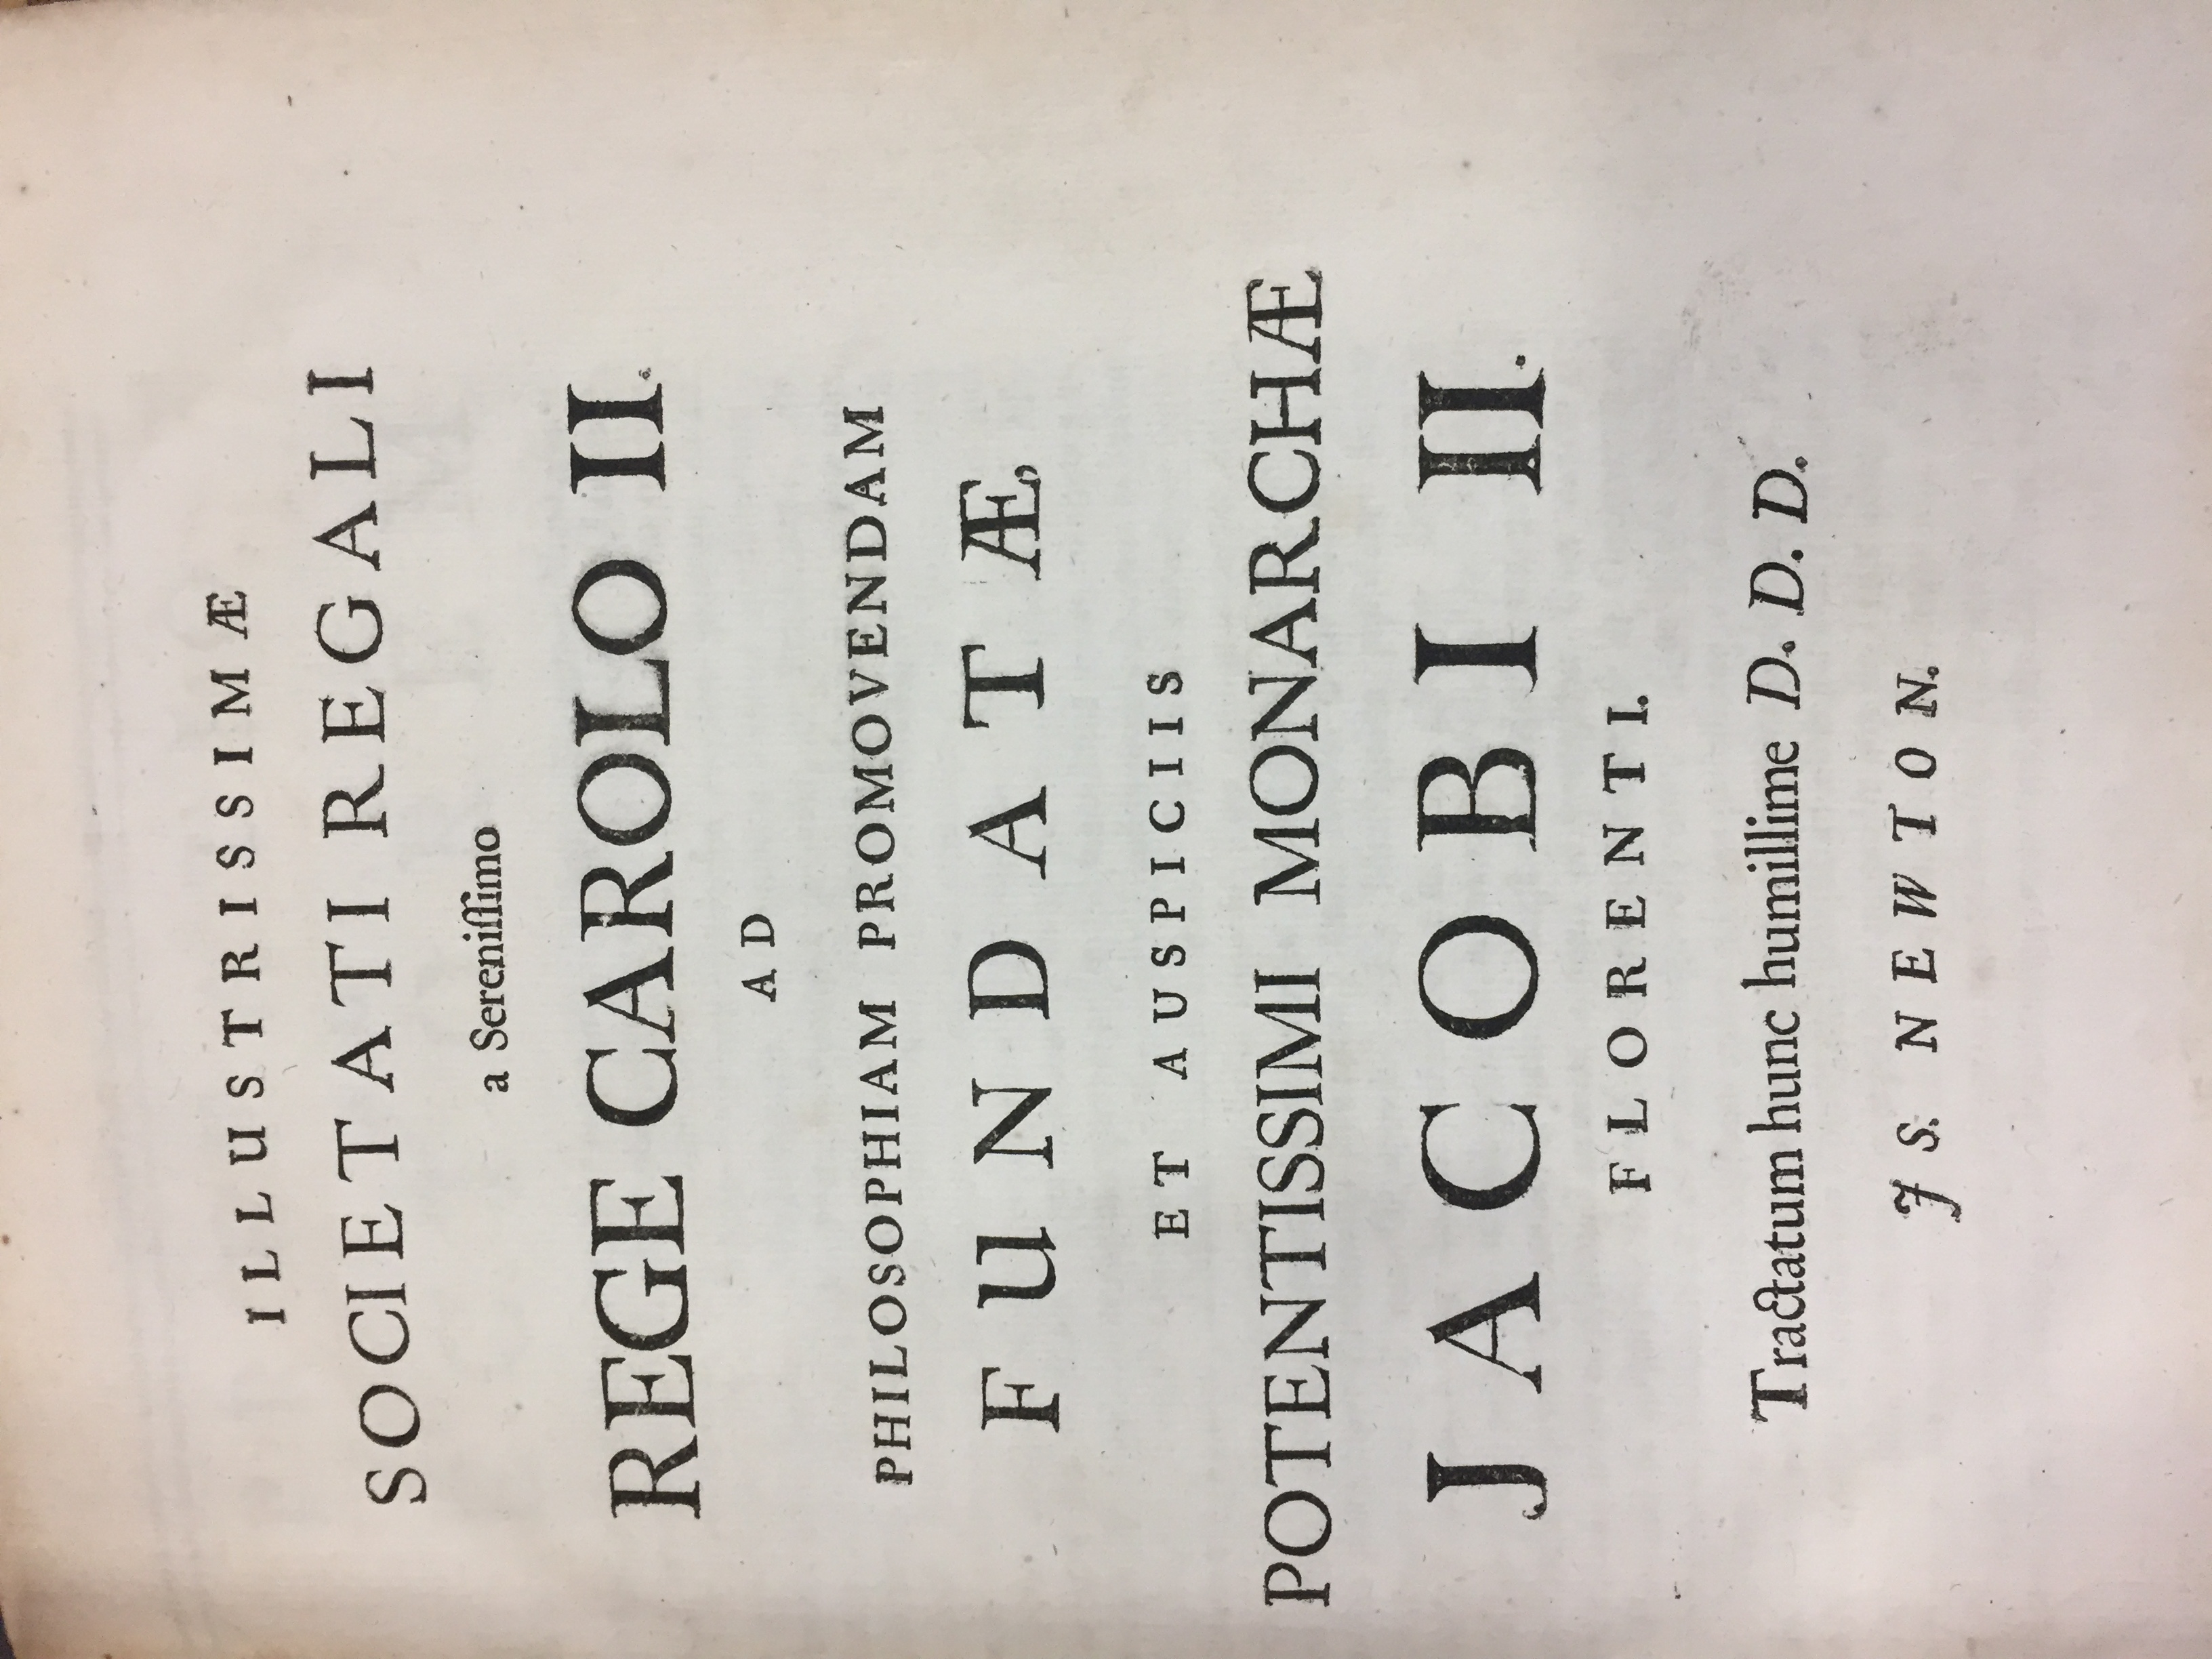 ILLUSTRISSIMÆ
SOCIETATI REGALI
a Sereniſſimo
REGE CAROLO II.
AD
PHILOSOPHIAM PROMOVENDAM
FUNDATÆ,
ET AUSPICIIS
POTENTISSIMI MONARCHÆ
JACOBI II.
FLORENTI.
Tractatum hunc humillime D. D. D.
JS. NEWTON.